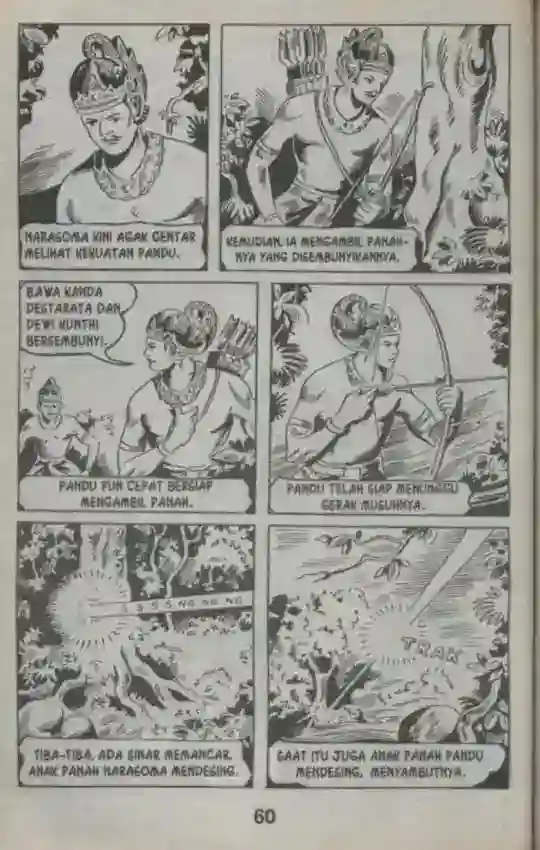 NARASOMA KINI AGAK GENTAR
MELIHAT KEKUATAN PANDU.
KEMUDIAN, IA MENGAMBIL PANAH-
NYA YANG DISEMBUNYIKANNYA.
BAWA KANDA
DESTARATA DAN
DEWI KUNTHI
BERSEMBUNYI.
PANDU PUN CEPAT BERSIAP
MENGAMBIL PANAH.
PANDU TELAH SIAP MENUNGGU
GERAK MUSUHNYA.
S S S S NG NG NG
TIBA-TIBA, ADA SINAR MEMANCAR.
ANAK PANAH NARASOMA MENDESING.
TRAK
SAAT ITU JUGA ANAK PANAH PANDU
MENDESING, MENYAMBUTNYA.
60